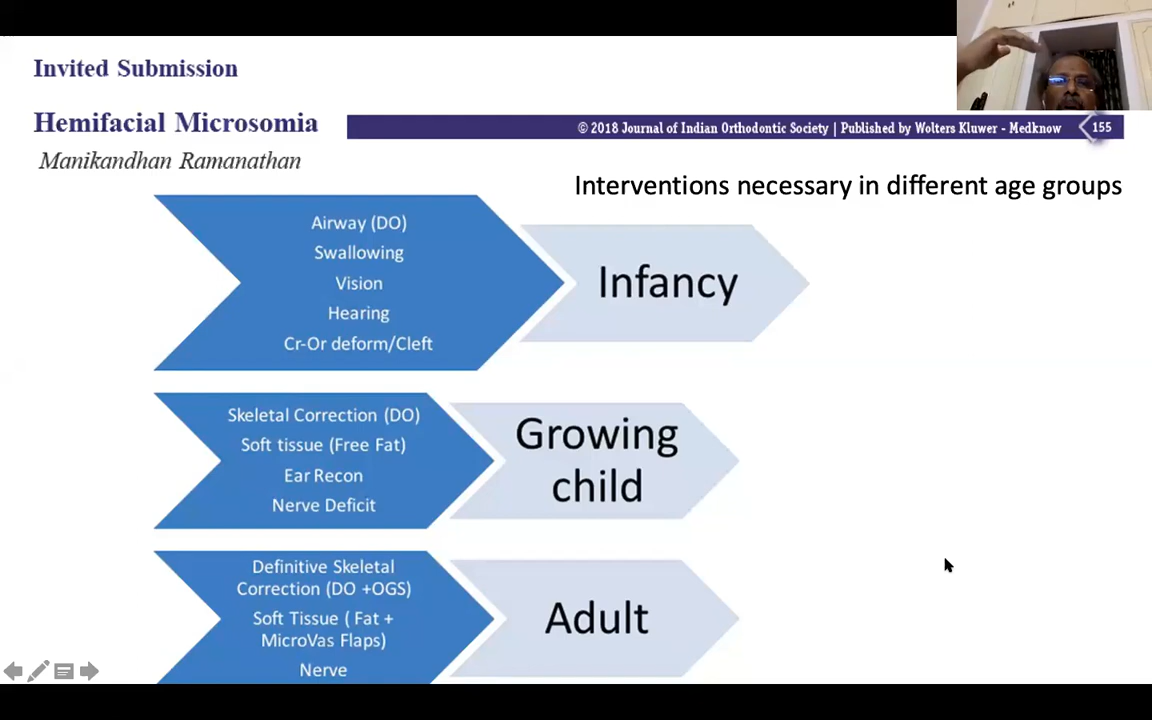 Invited Submission
Hemifacial Microsomia
© 2018 Journal of Indian Orthodontic Society | Published by Wolters Kluwer - Medknow
155
Manikandhan Ramanathan
Interventions necessary in different age groups
Airway (DO)
Swallowing
Vision
Hearing
Cr-Or deform/Cleft
Infancy
Skeletal Correction (DO)
Soft tissue (Free Fat)
Ear Recon
Nerve Deficit
Growing
child
Definitive Skeletal
Correction (DO +OGS)
Soft Tissue ( Fat +
MicroVas Flaps)
Nerve
Adult